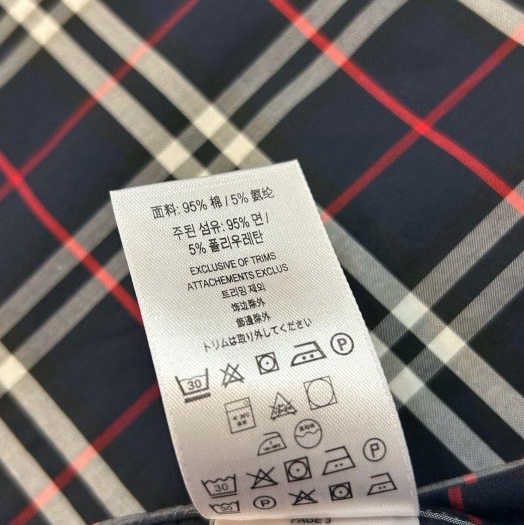 面料: 95% 棉 / 5% 氨纶
주된 섬유: 95% 면 /
5% 폴리우레탄
EXCLUSIVE OF TRIMS
ATTACHEMENTS EXCLUS
트리밍 제외
饰边除外
飾邊除外
トリムは取り外してください
30 P
30 P
30 P
PAGE 3